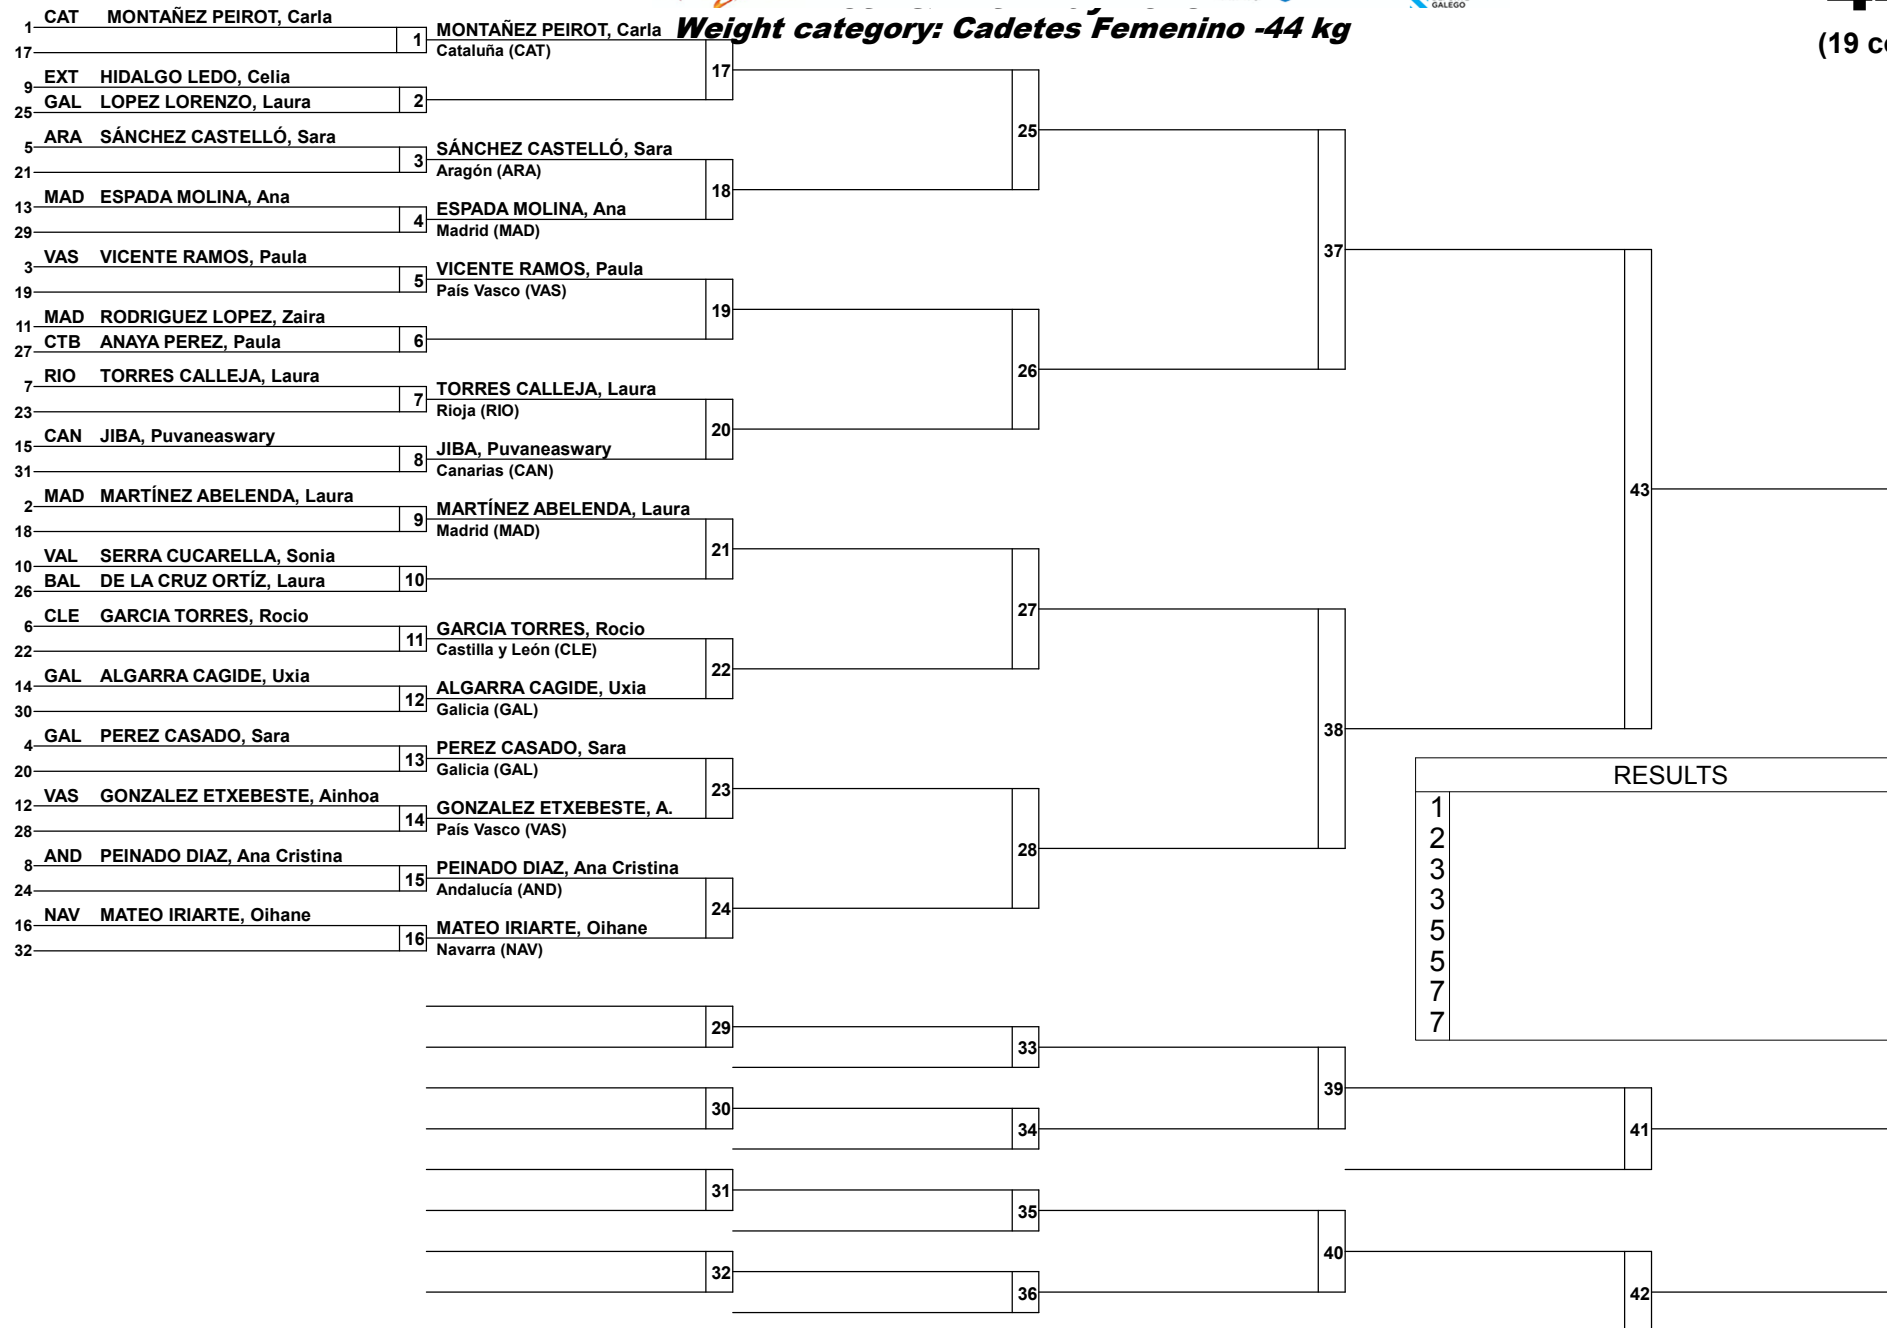 GALEGO
Weight category: Cadetes Femenino -44 kg
(19 c
1 CAT MONTAÑEZ PEIROT, Carla
17
1 MONTAÑEZ PEIROT, Carla
Cataluña (CAT)
9 EXT HIDALGO LEDO, Celia
25 GAL LOPEZ LORENZO, Laura
2
17
5 ARA SÁNCHEZ CASTELLÓ, Sara
21
3 SÁNCHEZ CASTELLÓ, Sara
Aragón (ARA)
13 MAD ESPADA MOLINA, Ana
29
4 ESPADA MOLINA, Ana
Madrid (MAD)
18
25
3 VAS VICENTE RAMOS, Paula
19
5 VICENTE RAMOS, Paula
País Vasco (VAS)
11 MAD RODRIGUEZ LOPEZ, Zaira
27 CTB ANAYA PEREZ, Paula
6
19
7 RIO TORRES CALLEJA, Laura
23
7 TORRES CALLEJA, Laura
Rioja (RIO)
15 CAN JIBA, Puvaneaswary
31
8 JIBA, Puvaneaswary
Canarias (CAN)
20
26
37
2 MAD MARTÍNEZ ABELENDA, Laura
18
9 MARTÍNEZ ABELENDA, Laura
Madrid (MAD)
10 VAL SERRA CUCARELLA, Sonia
26 BAL DE LA CRUZ ORTÍZ, Laura
10
21
6 CLE GARCIA TORRES, Rocio
22
11 GARCIA TORRES, Rocio
Castilla y León (CLE)
14 GAL ALGARRA CAGIDE, Uxia
30
12 ALGARRA CAGIDE, Uxia
Galicia (GAL)
22
27
4 GAL PEREZ CASADO, Sara
20
13 PEREZ CASADO, Sara
Galicia (GAL)
12 VAS GONZALEZ ETXEBESTE, Ainhoa
28
14 GONZALEZ ETXEBESTE, A.
País Vasco (VAS)
23
8 AND PEINADO DIAZ, Ana Cristina
24
15 PEINADO DIAZ, Ana Cristina
Andalucía (AND)
16 NAV MATEO IRIARTE, Oihane
32
16 MATEO IRIARTE, Oihane
Navarra (NAV)
24
28
38
43
RESULTS
1
2
3
3
5
5
7
7
29
33
30
34
39
41
31
35
32
36
40
42